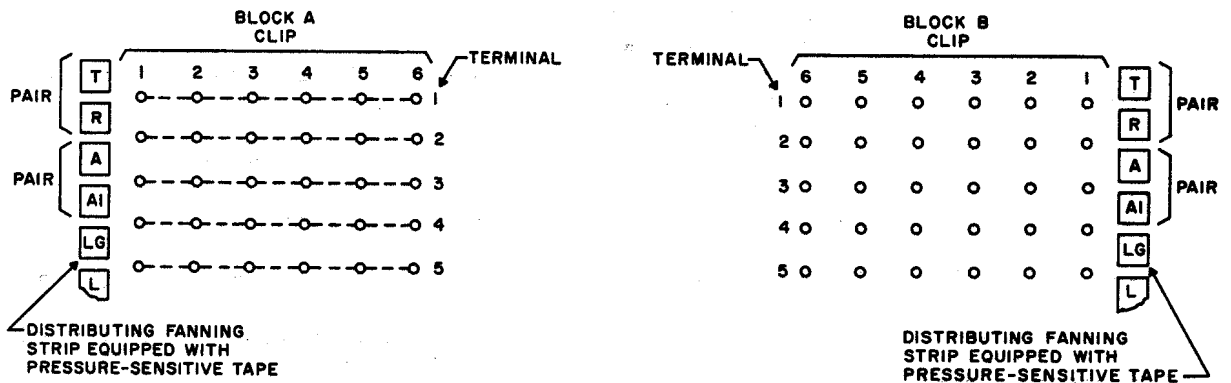 BLOCK A
CLIP
1 2 3 4 5 6
TERMINAL
PAIR
PAIR
T
R
A
A1
LG
L
1
2
3
4
5
DISTRIBUTING FANNING
STRIP EQUIPPED WITH
PRESSURE-SENSITIVE TAPE
BLOCK B
CLIP
TERMINAL
6 5 4 3 2 1
1
2
3
4
5
T
R
A
A1
LG
L
PAIR
PAIR
DISTRIBUTING FANNING
STRIP EQUIPPED WITH
PRESSURE-SENSITIVE TAPE